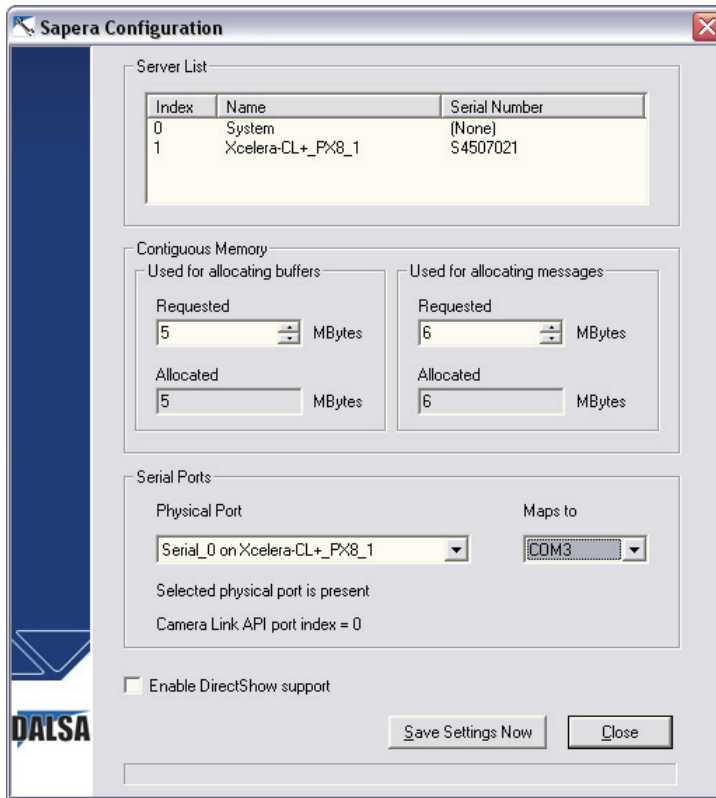 Sapera Configuration
Server List
Index Name Serial Number
0 System (None)
1 Xcelera-CL+_PX8_1 S4507021
Contiguous Memory
Used for allocating buffers Used for allocating messages
Requested Requested
5 MBytes 6 MBytes
Allocated Allocated
5 MBytes 6 MBytes
Serial Ports
Physical Port Maps to
Serial_0 on Xcelera-CL+_PX8_1 COM3
Selected physical port is present
Camera Link API port index = 0
Enable DirectShow support
DALSA
Save Settings Now Close